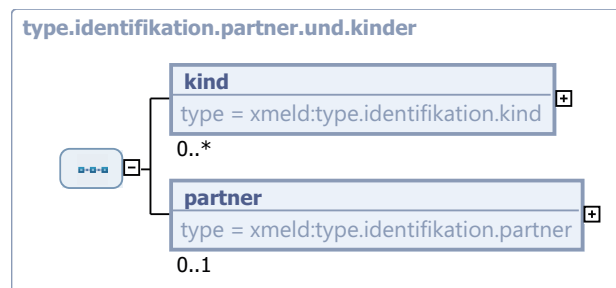 type.identifikation.partner.und.kinder
kind
type = xmeld:type.identifikation.kind
0..*
partner
type = xmeld:type.identifikation.partner
0..1